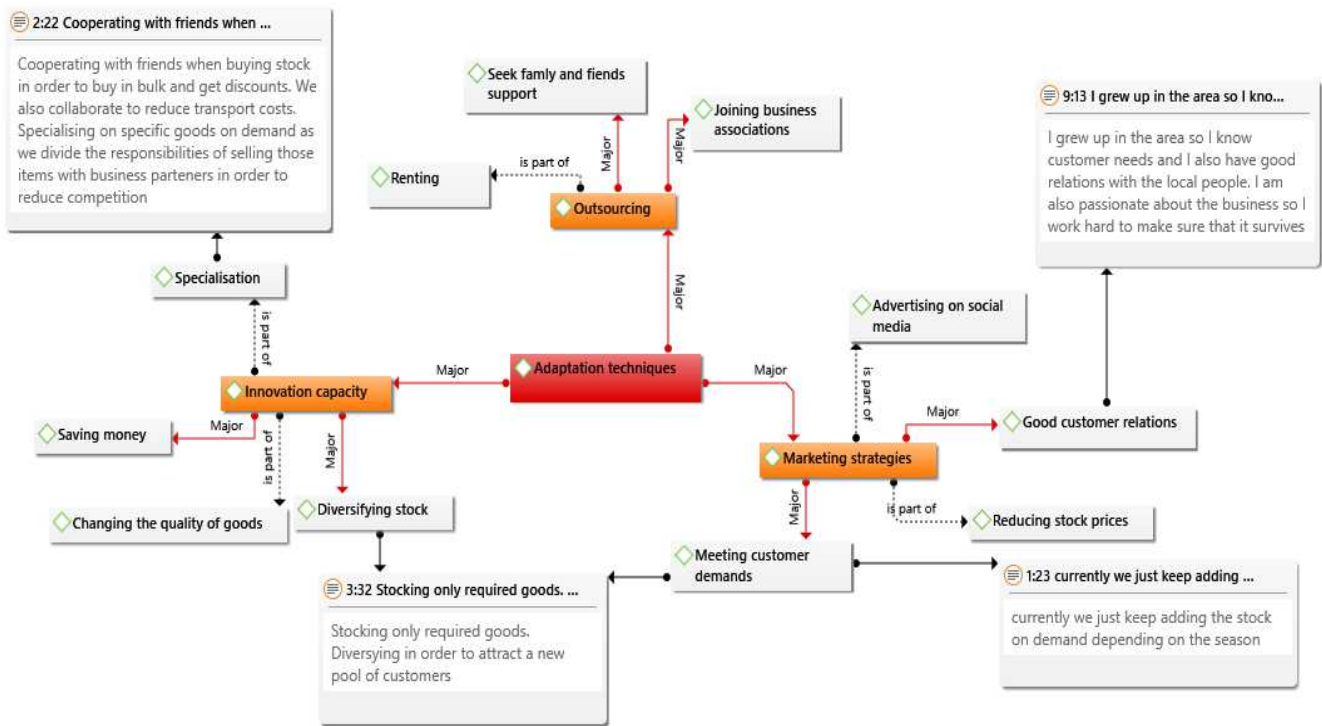 2:22 Cooperating with friends when ...
Cooperating with friends when buying stock
in order to buy in bulk and get discounts. We
also collaborate to reduce transport costs.
Specialising on specific goods on demand as
we divide the responsibilities of selling those
items with business parteners in order to
reduce competition
Seek famly and fiends
support
Joining business
associations
9:13 I grew up in the area so I kno...
I grew up in the area so I know
customer needs and I also have good
relations with the local people. I am
also passionate about the business so I
work hard to make sure that it survives
Major
Major
is part of
Renting
Outsourcing
Specialisation
Major
Advertising on social
media
is part of
Adaptation techniques
Major
Major
is part of
Innovation capacity
Major
Good customer relations
Saving money
Major
is part of
Major
Marketing strategies
Changing the quality of goods
Diversifying stock
Major
is part of
Reducing stock prices
Meeting customer
demands
3:32 Stocking only required goods. ...
Stocking only required goods.
Diversying in order to attract a new
pool of customers
1:23 currently we just keep adding ...
currently we just keep adding the stock
on demand depending on the season